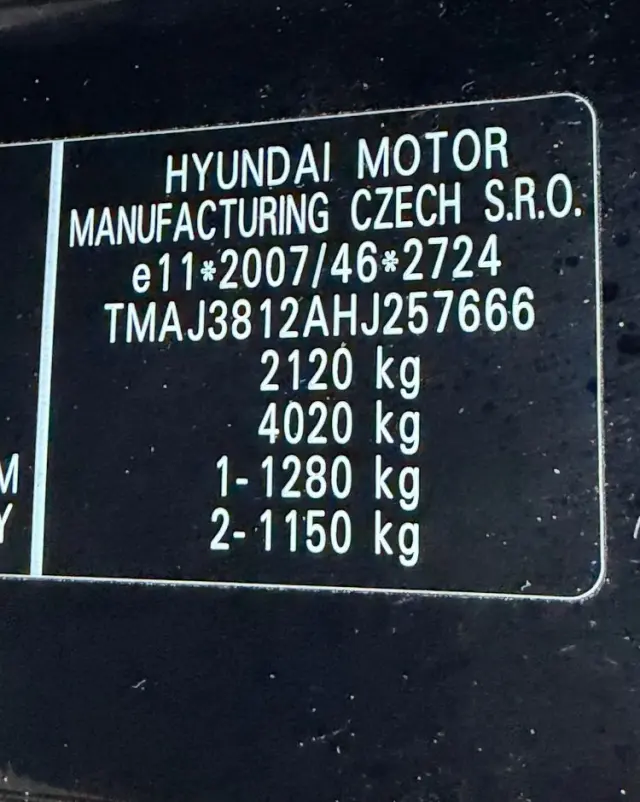 HYUNDAI MOTOR
MANUFACTURING CZECH S.R.O.
e11*2007/46*2724
TMAJ3812AHJ257666
2120 kg
4020 kg
M 1-1280 kg
Y 2-1150 kg